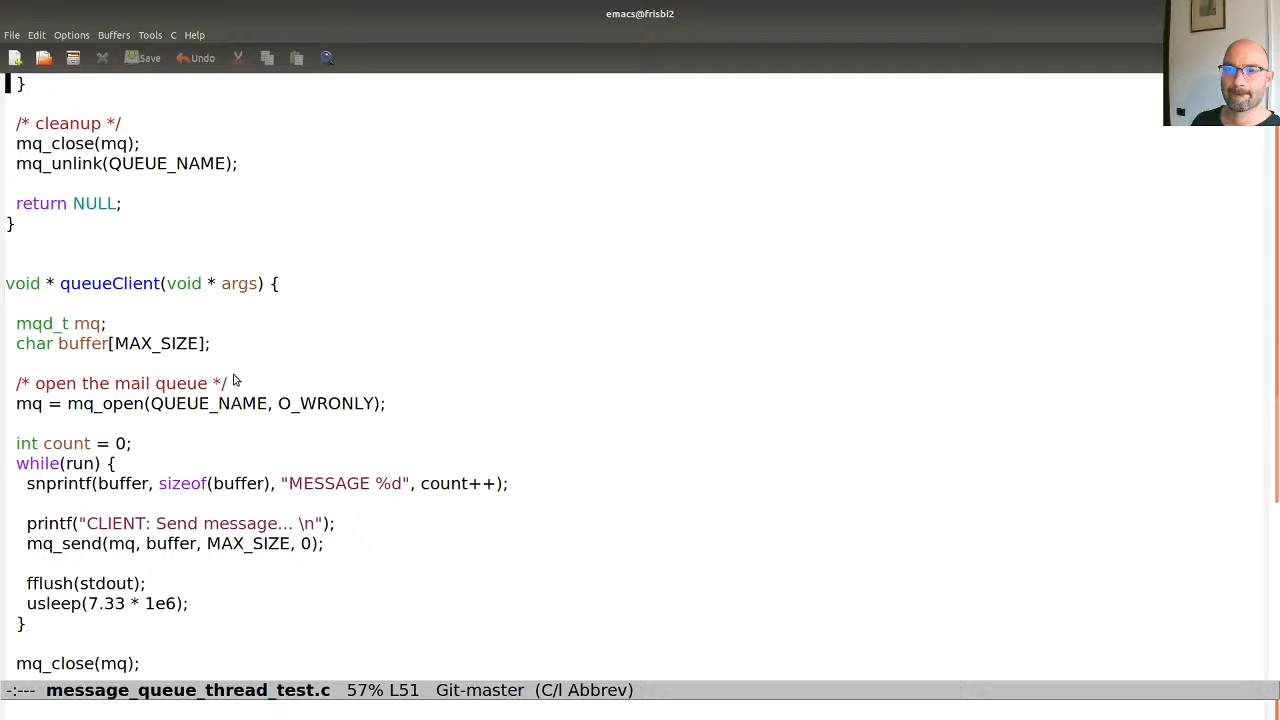 emacs@frisbi2
File Edit Options Buffers Tools C Help
Save Undo
}
/* cleanup */
mq_close(mq);
mq_unlink(QUEUE_NAME);
return NULL;
}
void * queueClient(void * args) {
mqd_t mq;
char buffer[MAX_SIZE];
/* open the mail queue */
mq = mq_open(QUEUE_NAME, O_WRONLY);
int count = 0;
while(run) {
snprintf(buffer, sizeof(buffer), "MESSAGE %d", count++);
printf("CLIENT: Send message... \n");
mq_send(mq, buffer, MAX_SIZE, 0);
fflush(stdout);
usleep(7.33 * 1e6);
}
mq_close(mq);
-:--- message_queue_thread_test.c 57% L51 Git-master (C/l Abbrev)